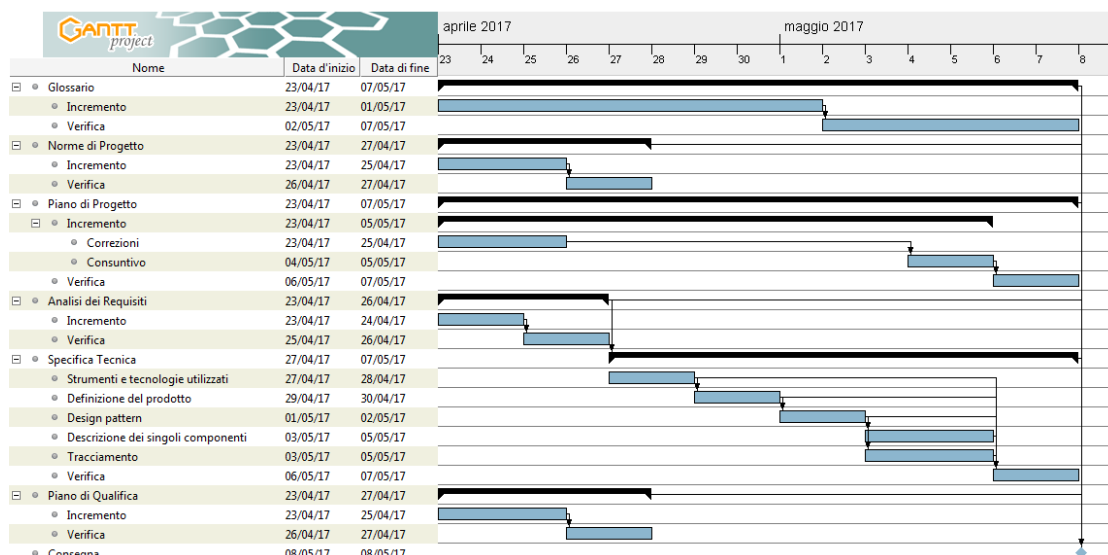 GANTT project
aprile 2017 maggio 2017
Nome Data d'inizio Data di fine 23 24 25 26 27 28 29 30 1 2 3 4 5 6 7 8
Glossario 23/04/17 07/05/17
Incremento 23/04/17 01/05/17
Verifica 02/05/17 07/05/17
Norme di Progetto 23/04/17 27/04/17
Incremento 23/04/17 25/04/17
Verifica 26/04/17 27/04/17
Piano di Progetto 23/04/17 07/05/17
Incremento 23/04/17 05/05/17
Correzioni 23/04/17 25/04/17
Consuntivo 04/05/17 05/05/17
Verifica 06/05/17 07/05/17
Analisi dei Requisiti 23/04/17 26/04/17
Incremento 23/04/17 24/04/17
Verifica 25/04/17 26/04/17
Specifica Tecnica 27/04/17 07/05/17
Strumenti e tecnologie utilizzati 27/04/17 28/04/17
Definizione del prodotto 29/04/17 30/04/17
Design pattern 01/05/17 02/05/17
Descrizione dei singoli componenti 03/05/17 05/05/17
Tracciamento 03/05/17 05/05/17
Verifica 06/05/17 07/05/17
Piano di Qualifica 23/04/17 27/04/17
Incremento 23/04/17 25/04/17
Verifica 26/04/17 27/04/17
Consegna 08/05/17 08/05/17